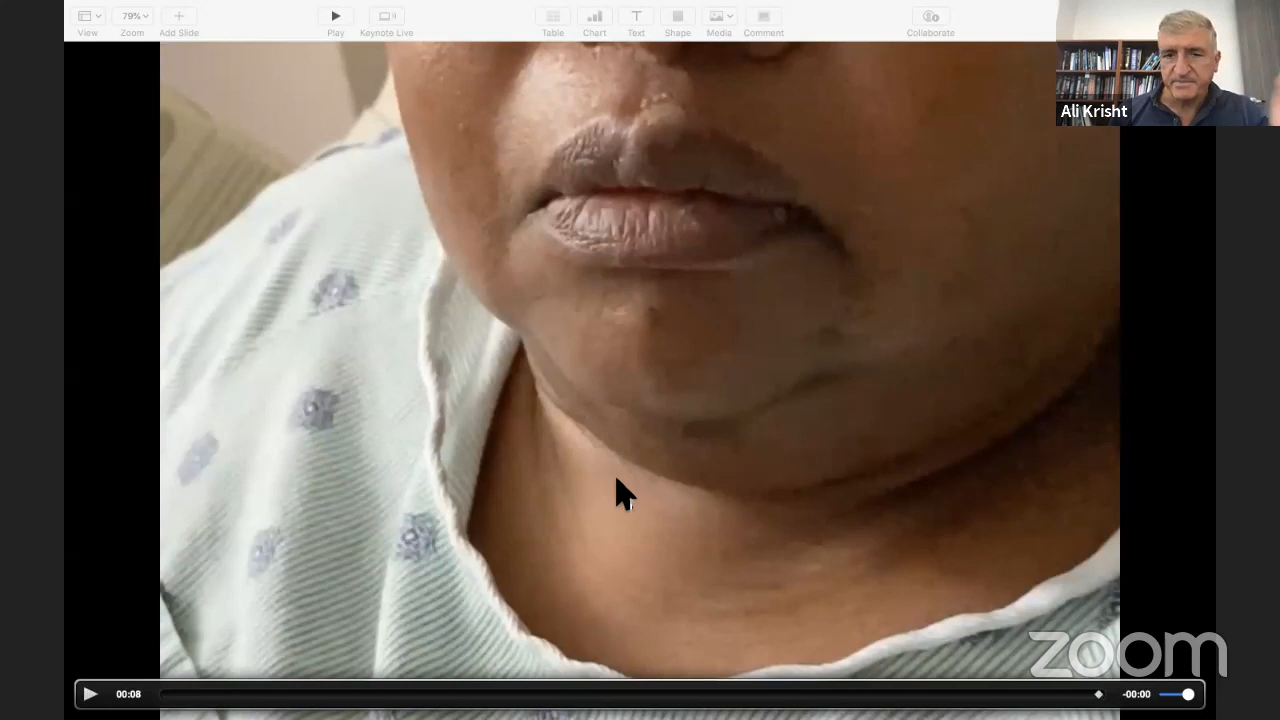 79%
View
Zoom
Add Slide
Play
Keynote Live
Table
Chart
Text
Shape
Media
Comment
Collaborate
Ali Krisht
zoom
00:08
-00:00